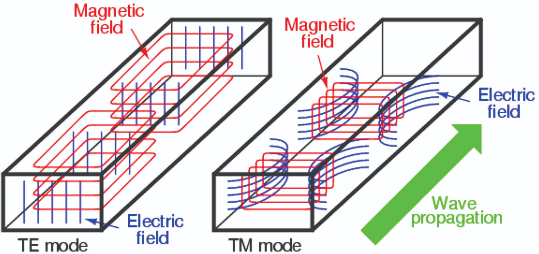 Magnetic
field
Electric
field
TE mode
Magnetic
field
Electric
field
TM mode
Wave
propagation